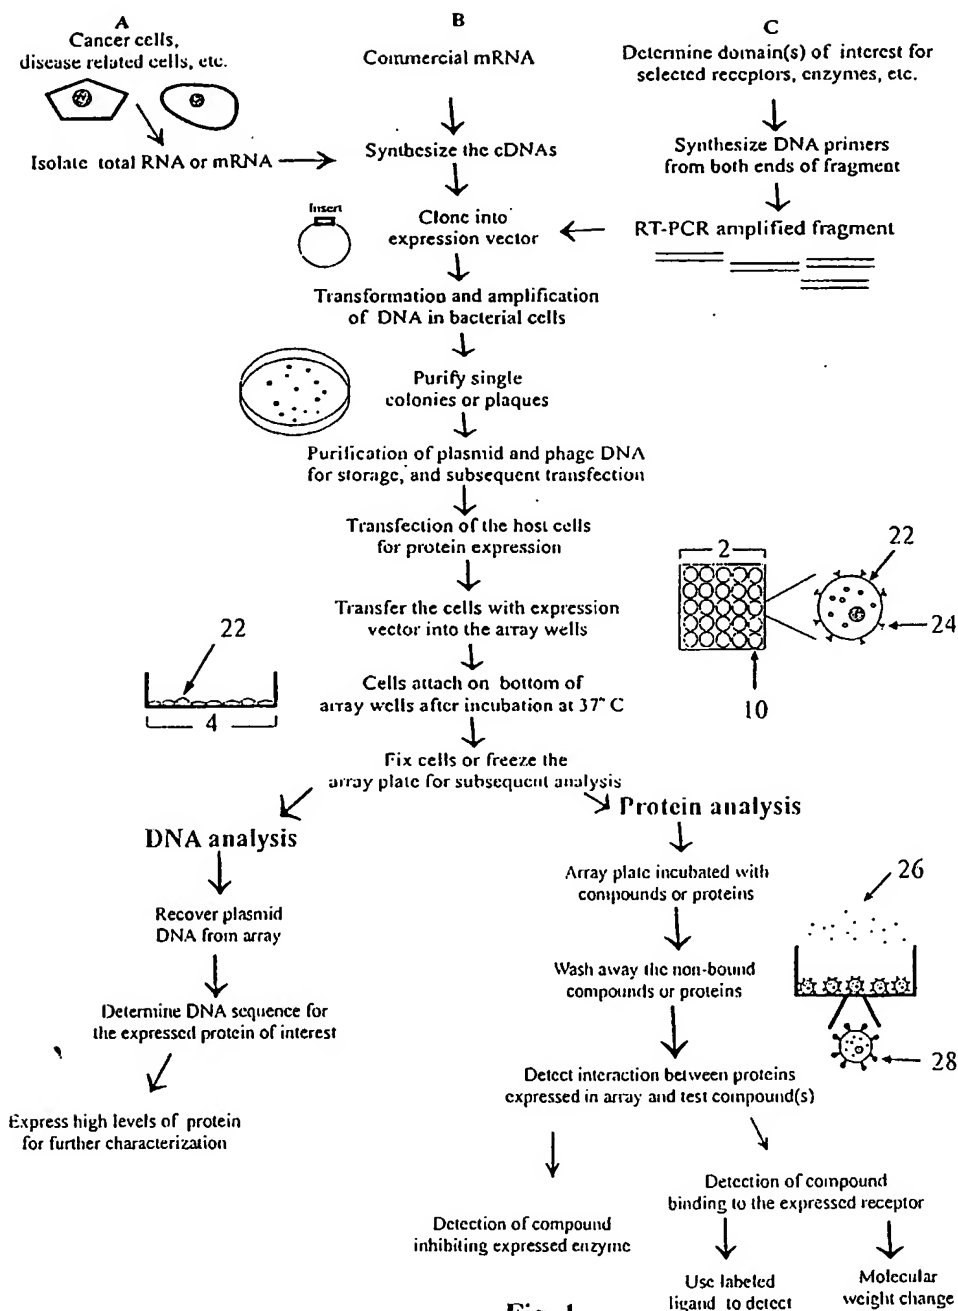 A
Cancer cells,
disease related cells, etc.
Isolate total RNA or mRNA
B
Commercial mRNA
Synthesize the cDNAs
Insert
Clone into
expression vector
C
Determine domain(s) of interest for
selected receptors, enzymes, etc.
Synthesize DNA primers
from both ends of fragment
RT-PCR amplified fragment
Transformation and amplification
of DNA in bacterial cells
Purify single
colonies or plaques
Purification of plasmid and phage DNA
for storage, and subsequent transfection
Transfection of the host cells
for protein expression
2
22
24
10
Transfer the cells with expression
vector into the array wells
22
4
Cells attach on bottom of
array wells after incubation at 37° C
Fix cells or freeze the
array plate for subsequent analysis
DNA analysis
Recover plasmid
DNA from array
Determine DNA sequence for
the expressed protein of interest
Express high levels of protein
for further characterization
Protein analysis
Array plate incubated with
compounds or proteins
26
Wash away the non-bound
compounds or proteins
28
Detect interaction between proteins
expressed in array and test compound(s)
Detection of compound
inhibiting expressed enzyme
Detection of compound
binding to the expressed receptor
Use labeled
ligand to detect
Molecular
weight change